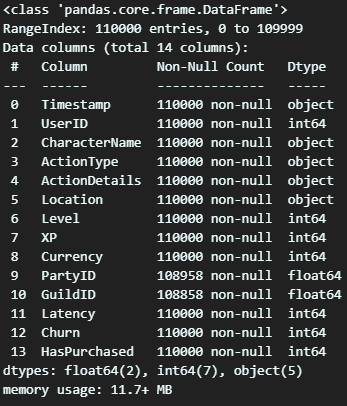 <class 'pandas.core.frame.DataFrame'>
RangeIndex: 110000 entries, 0 to 109999
Data columns (total 14 columns):
 #   Column         Non-Null Count   Dtype
---  ------         --------------   -----
 0   Timestamp      110000 non-null  object
 1   UserID         110000 non-null  int64
 2   CharacterName  110000 non-null  object
 3   ActionType     110000 non-null  object
 4   ActionDetails  110000 non-null  object
 5   Location       110000 non-null  object
 6   Level          110000 non-null  int64
 7   XP             110000 non-null  int64
 8   Currency       110000 non-null  int64
 9   PartyID        108958 non-null  float64
 10  GuildID        108858 non-null  float64
 11  Latency        110000 non-null  int64
 12  Churn          110000 non-null  int64
 13  HasPurchased   110000 non-null  int64
dtypes: float64(2), int64(7), object(5)
memory usage: 11.7+ MB